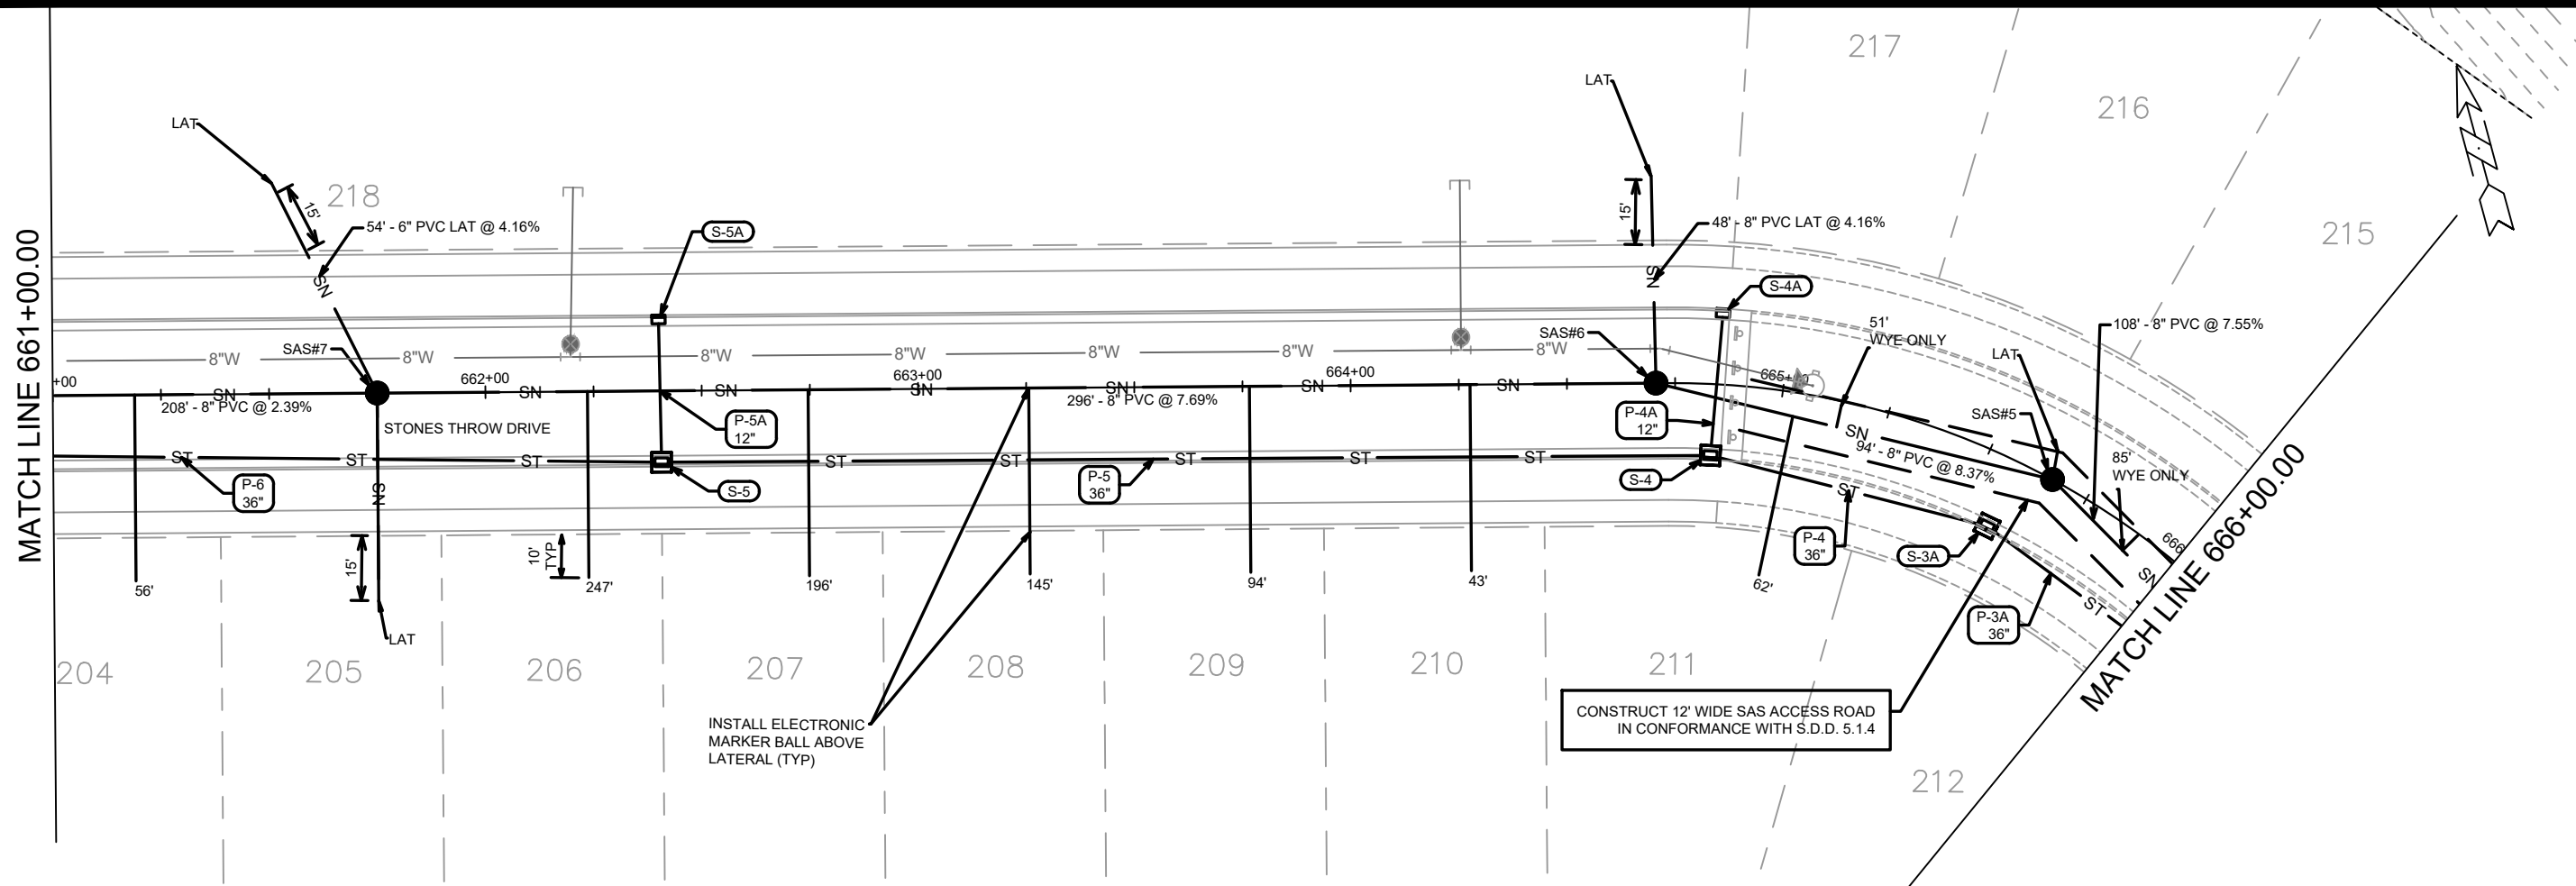 MATCH LINE 661+00.00
LAT
15'
218
54' - 6" PVC LAT @ 4.16%
SN
S-5A
LAT
15'
48' - 8" PVC LAT @ 4.16%
SN
217
216
215
S-4A
51'
WYE ONLY
108' - 8" PVC @ 7.55%
LAT
SAS#7
SAS#6
SAS#5
8"W
8"W
8"W
8"W
8"W
8"W
8"W
+00
662+00
663+00
664+00
SN
SN
SN
SN
SN
SN
SN
208' - 8" PVC @ 2.39%
296' - 8" PVC @ 7.69%
STONES THROW DRIVE
P-5A
12"
P-4A
12"
SN
94' - 8" PVC @ 8.37%
85'
WYE ONLY
ST
ST
ST
ST
ST
ST
ST
ST
ST
SN
P-6
36"
S-5
P-5
36"
S-4
P-4
36"
S-3A
666
SN
ST
P-3A
36"
MATCH LINE 666+00.00
15'
10'
TYP
56'
247'
196'
145'
94'
43'
62'
LAT
204
205
206
207
208
209
210
211
212
INSTALL ELECTRONIC
MARKER BALL ABOVE
LATERAL (TYP)
CONSTRUCT 12' WIDE SAS ACCESS ROAD
IN CONFORMANCE WITH S.D.D. 5.1.4